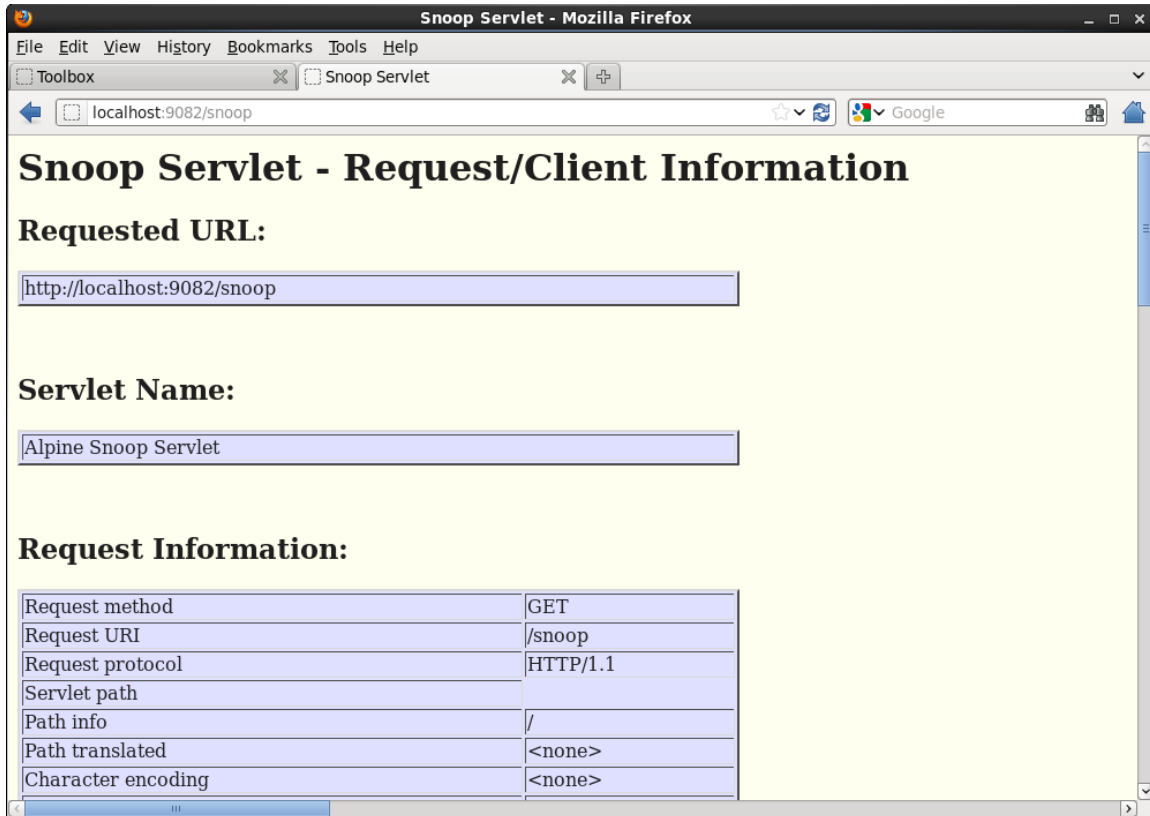 Snoop Servlet - Mozilla Firefox
File Edit View History Bookmarks Tools Help
Toolbox Snoop Servlet
localhost:9082/snoop Google
Snoop Servlet - Request/Client Information
Requested URL:
http://localhost:9082/snoop
Servlet Name:
Alpine Snoop Servlet
Request Information:
Request method GET
Request URI /snoop
Request protocol HTTP/1.1
Servlet path
Path info /
Path translated <none>
Character encoding <none>